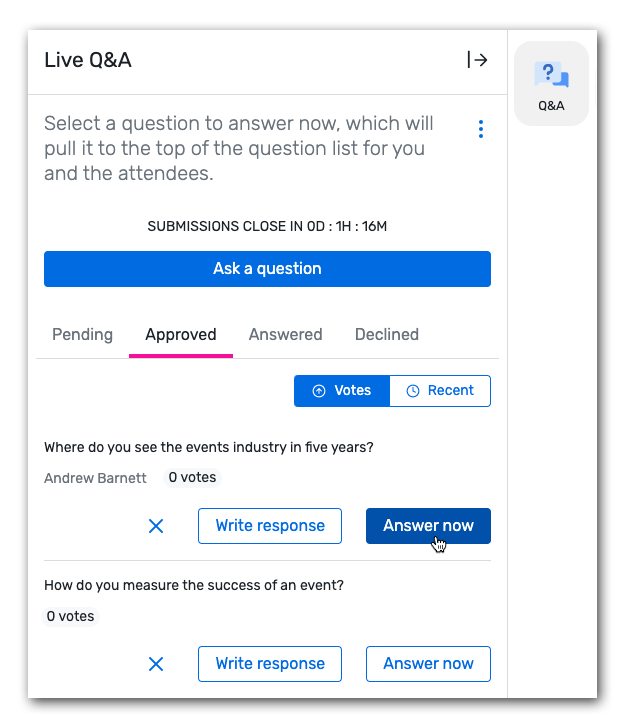 Live Q&A
Q&A
Select a question to answer now, which will
pull it to the top of the question list for you
and the attendees.
SUBMISSIONS CLOSE IN 0D : 1H : 16M
Ask a question
Pending Approved Answered Declined
Votes Recent
Where do you see the events industry in five years?
Andrew Barnett 0 votes
Write response Answer now
How do you measure the success of an event?
0 votes
Write response Answer now